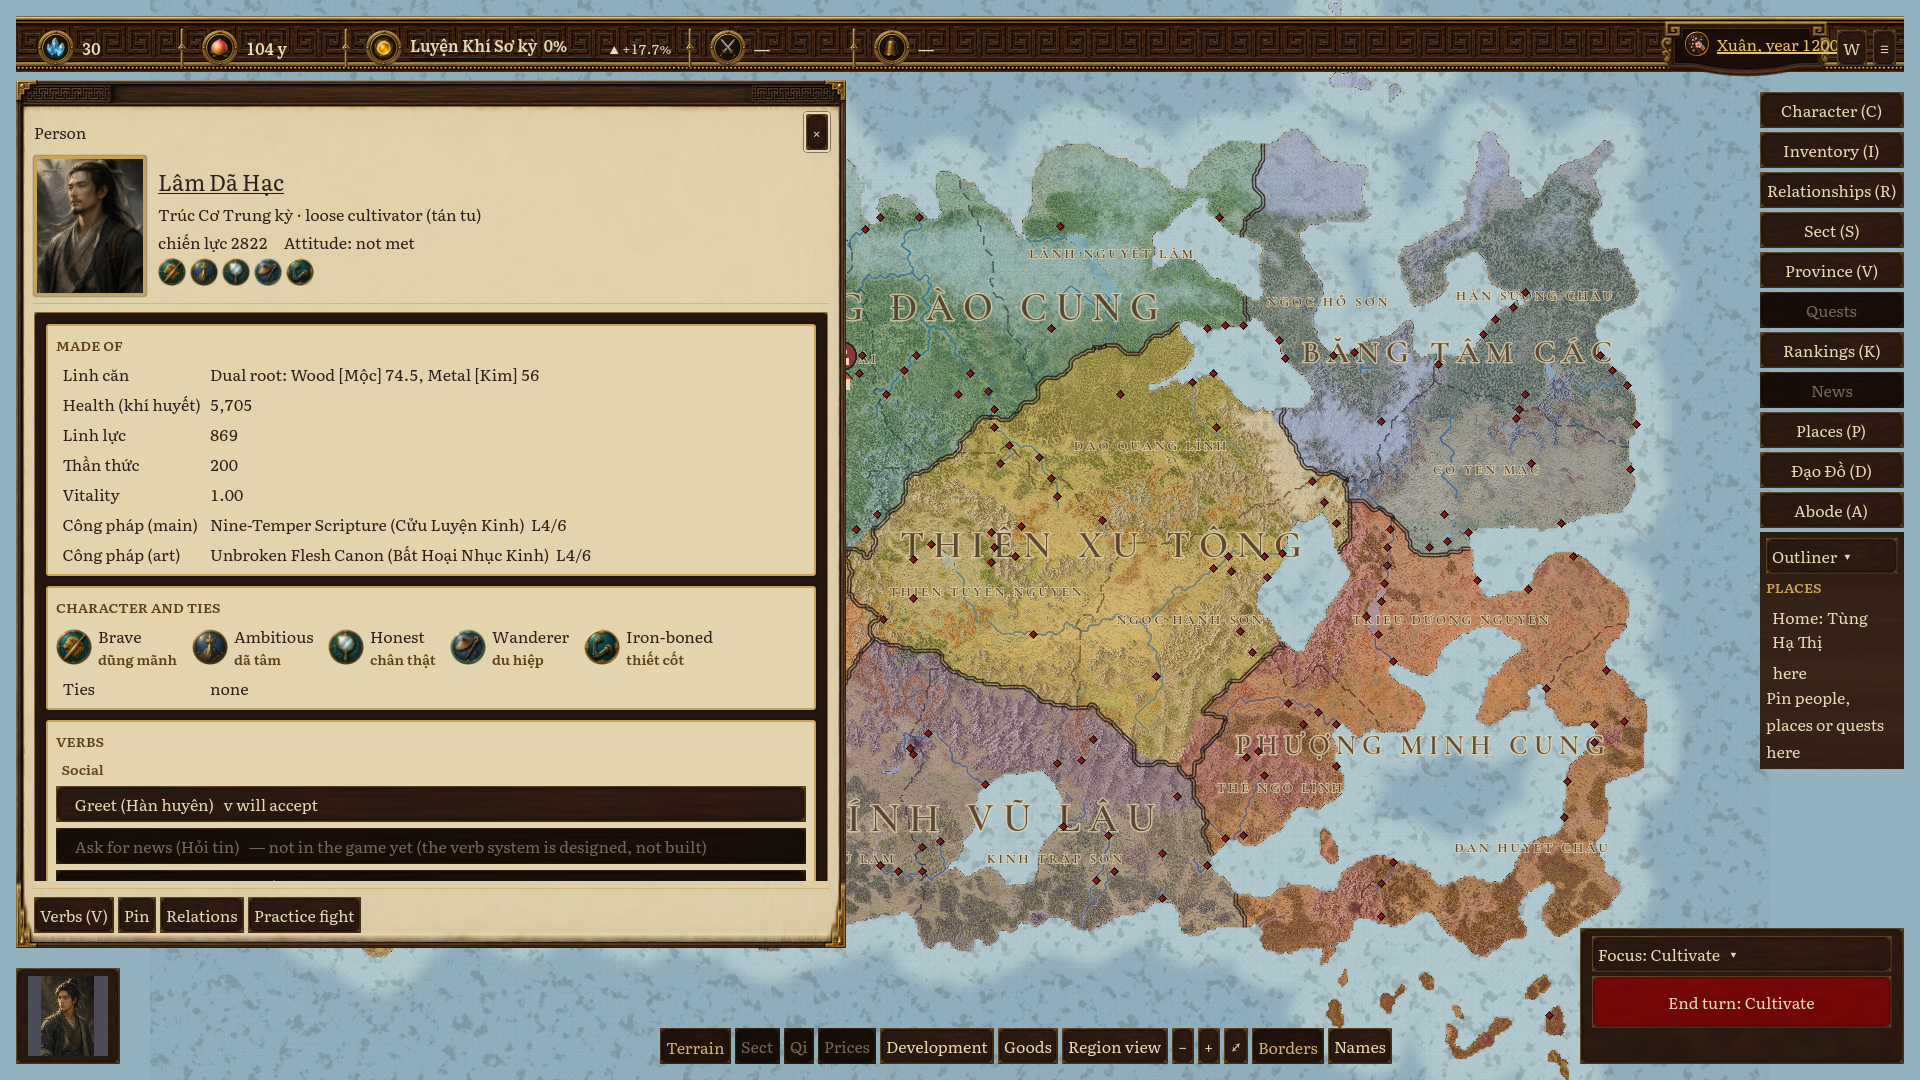 30
104 y
Luyện Khí Sơ kỳ 0%
▲ +17.7%
—
—
Xuân, year 1200
W
≡
Person
×
Lâm Dã Hạc
Trúc Cơ Trung kỳ · loose cultivator (tán tu)
chiến lực 2822 Attitude: not met
MADE OF
Linh căn Dual root: Wood [Mộc] 74.5, Metal [Kim] 56
Health (khí huyết) 5,705
Linh lực 869
Thần thức 200
Vitality 1.00
Công pháp (main) Nine-Temper Scripture (Cửu Luyện Kinh) L4/6
Công pháp (art) Unbroken Flesh Canon (Bất Hoại Nhục Kinh) L4/6
CHARACTER AND TIES
Brave Ambitious Honest Wanderer Iron-boned
dũng mãnh dã tâm chân thật du hiệp thiết cốt
Ties none
VERBS
Social
Greet (Hàn huyên) v will accept
Ask for news (Hỏi tin) — not in the game yet (the verb system is designed, not built)
Verbs (V) Pin Relations Practice fight
LÃNH NGUYỆT LÂM
G ĐÀO CUNG
NGỌC HỒ SƠN
HÀN SƯƠNG CHÂU
BĂNG TÂM CÁC
DAO QUANG LĨNH
CÔ YÊN MẠC
THIÊN XU TÔNG
THIÊN TUYỀN NGUYÊN
NGỌC HÀNH SƠN
TRIỀU DƯƠNG NGUYÊN
PHƯỢNG MINH CUNG
THÊ NGÔ LĨNH
ÍNH VŨ LÂU
LÂM
KINH TRẬP SƠN
ĐAN HUYỆT CHÂU
Character (C)
Inventory (I)
Relationships (R)
Sect (S)
Province (V)
Quests
Rankings (K)
News
Places (P)
Đạo Đồ (D)
Abode (A)
Outliner ▾
PLACES
Home: Tùng
Hạ Thị
here
Pin people,
places or quests
here
Focus: Cultivate ▾
End turn: Cultivate
Terrain Sect Qi Prices Development Goods Region view − + ⤢ Borders Names